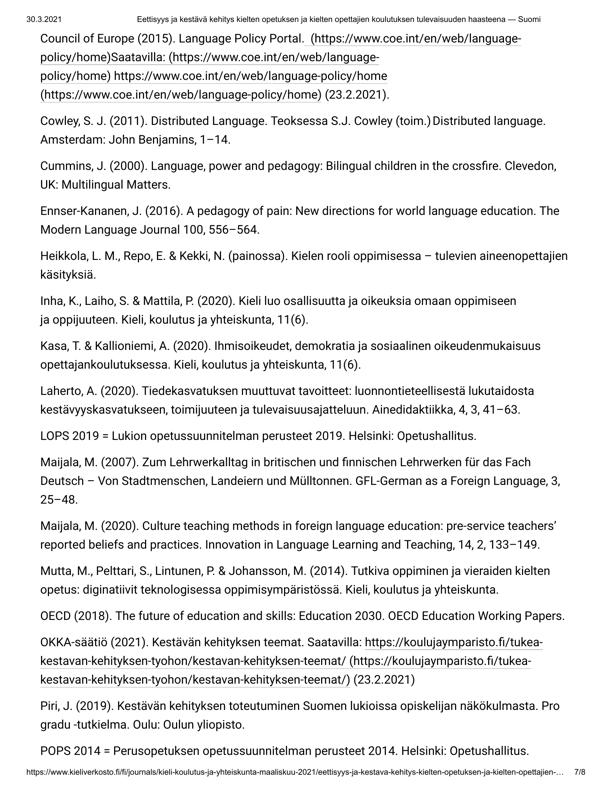 30.3.2021 Eettisyys ja kestävä kehitys kielten opetuksen ja kielten opettajien koulutuksen tulevaisuuden haasteena — Suomi
Council of Europe (2015). Language Policy Portal. (https://www.coe.int/en/web/language-
policy/home)Saatavilla: (https://www.coe.int/en/web/language-
policy/home) https://www.coe.int/en/web/language-policy/home
(https://www.coe.int/en/web/language-policy/home) (23.2.2021).
Cowley, S. J. (2011). Distributed Language. Teoksessa S.J. Cowley (toim.) Distributed language.
Amsterdam: John Benjamins, 1–14.
Cummins, J. (2000). Language, power and pedagogy: Bilingual children in the crossfire. Clevedon,
UK: Multilingual Matters.
Ennser-Kananen, J. (2016). A pedagogy of pain: New directions for world language education. The
Modern Language Journal 100, 556–564.
Heikkola, L. M., Repo, E. & Kekki, N. (painossa). Kielen rooli oppimisessa – tulevien aineenopettajien
käsityksiä.
Inha, K., Laiho, S. & Mattila, P. (2020). Kieli luo osallisuutta ja oikeuksia omaan oppimiseen
ja oppijuuteen. Kieli, koulutus ja yhteiskunta, 11(6).
Kasa, T. & Kallioniemi, A. (2020). Ihmisoikeudet, demokratia ja sosiaalinen oikeudenmukaisuus
opettajankoulutuksessa. Kieli, koulutus ja yhteiskunta, 11(6).
Laherto, A. (2020). Tiedekasvatuksen muuttuvat tavoitteet: luonnontieteellisestä lukutaidosta
kestävyyskasvatukseen, toimijuuteen ja tulevaisuusajatteluun. Ainedidaktiikka, 4, 3, 41–63.
LOPS 2019 = Lukion opetussuunnitelman perusteet 2019. Helsinki: Opetushallitus.
Maijala, M. (2007). Zum Lehrwerkalltag in britischen und finnischen Lehrwerken für das Fach
Deutsch – Von Stadtmenschen, Landeiern und Mülltonnen. GFL-German as a Foreign Language, 3,
25–48.
Maijala, M. (2020). Culture teaching methods in foreign language education: pre-service teachers’
reported beliefs and practices. Innovation in Language Learning and Teaching, 14, 2, 133–149.
Mutta, M., Pelttari, S., Lintunen, P. & Johansson, M. (2014). Tutkiva oppiminen ja vieraiden kielten
opetus: diginatiivit teknologisessa oppimisympäristössä. Kieli, koulutus ja yhteiskunta.
OECD (2018). The future of education and skills: Education 2030. OECD Education Working Papers.
OKKA-säätiö (2021). Kestävän kehityksen teemat. Saatavilla: https://koulujaymparisto.fi/tukea-
kestavan-kehityksen-tyohon/kestavan-kehityksen-teemat/ (https://koulujaymparisto.fi/tukea-
kestavan-kehityksen-tyohon/kestavan-kehityksen-teemat/) (23.2.2021)
Piri, J. (2019). Kestävän kehityksen toteutuminen Suomen lukioissa opiskelijan näkökulmasta. Pro
gradu -tutkielma. Oulu: Oulun yliopisto.
POPS 2014 = Perusopetuksen opetussuunnitelman perusteet 2014. Helsinki: Opetushallitus.
https://www.kieliverkosto.fi/fi/journals/kieli-koulutus-ja-yhteiskunta-maaliskuu-2021/eettisyys-ja-kestava-kehitys-kielten-opetuksen-ja-kielten-opettajien-… 7/8